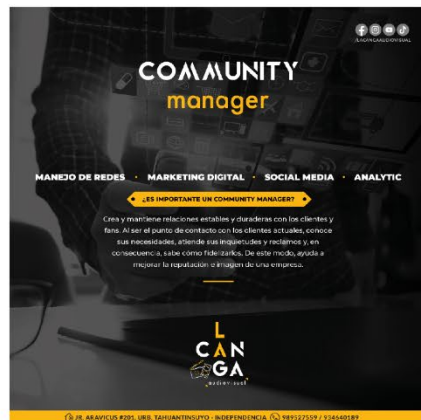 /LACANGAAUDIOVISUAL
COMMUNITY
manager
MANEJO DE REDES · MARKETING DIGITAL · SOCIAL MEDIA · ANALYTIC
¿ES IMPORTANTE UN COMMUNITY MANAGER?
Crea y mantiene relaciones estables y duraderas con los clientes y
fans. Al ser el punto de contacto con los clientes actuales, conoce
sus necesidades, atiende sus inquietudes y reclamos y, en
consecuencia, sabe cómo fidelizarlos. De este modo, ayuda a
mejorar la reputación e imagen de una empresa.
L
CAN
GA
audiovisual
JR. ARAVICUS #201, URB. TAHUANTINSUYO - INDEPENDENCIA 989527559 / 934640189